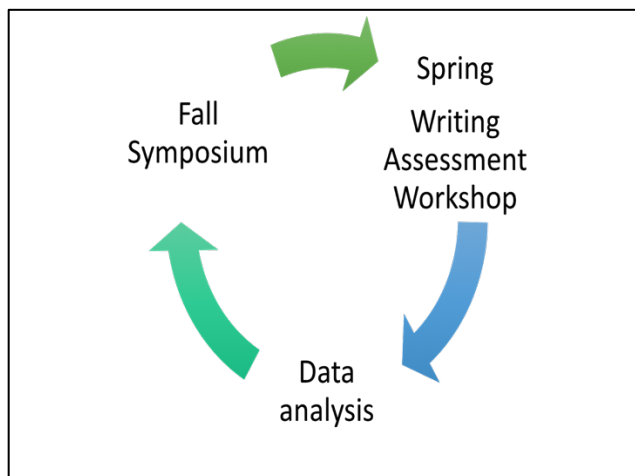 Spring
Writing
Assessment
Workshop
Fall
Symposium
Data
analysis